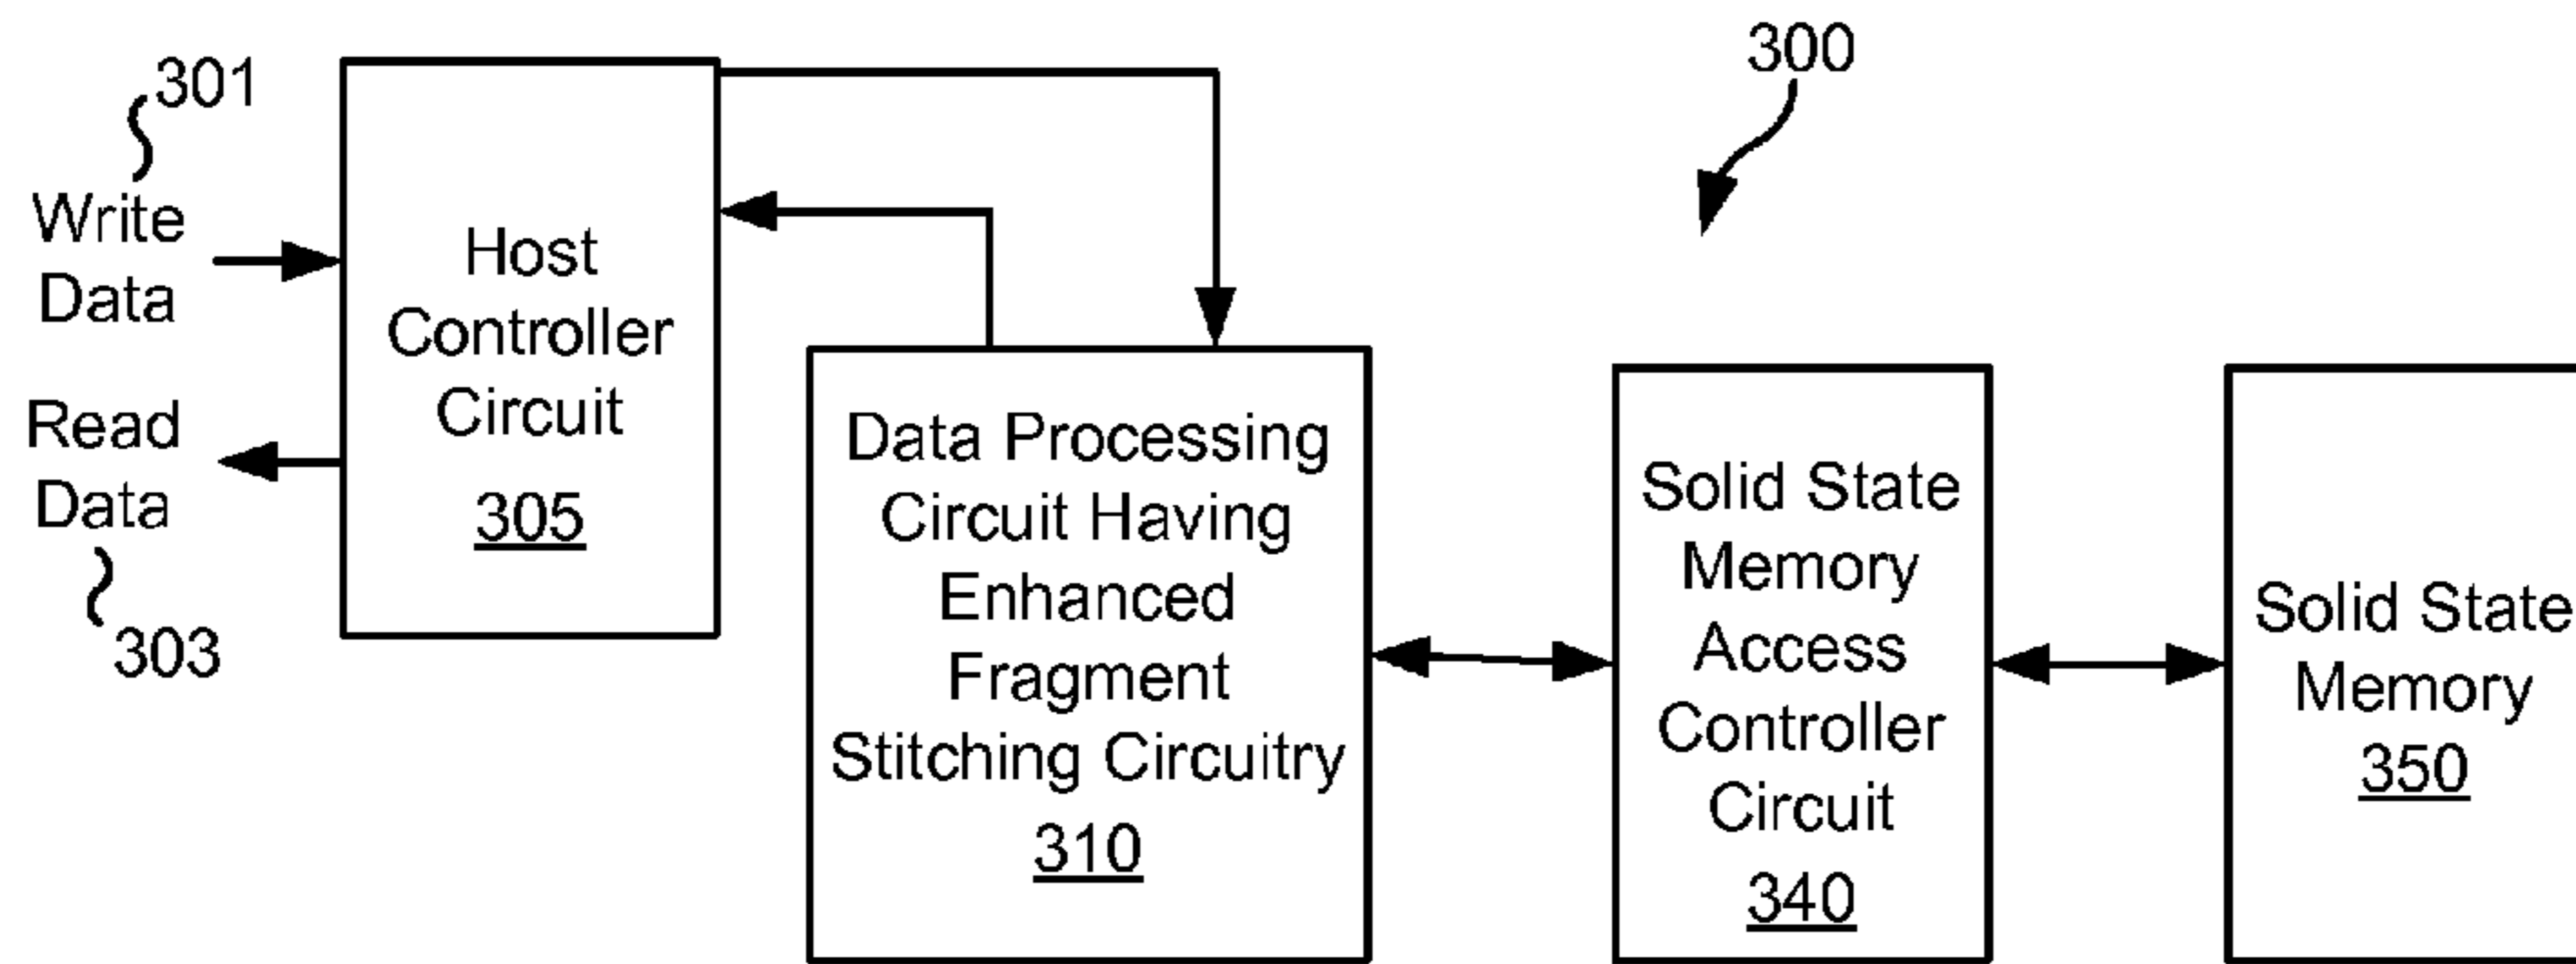 301
Write
Data
Read
Data
303
Host
Controller
Circuit
305
300
Data Processing
Circuit Having
Enhanced
Fragment
Stitching Circuitry
310
Solid State
Memory
Access
Controller
Circuit
340
Solid State
Memory
350